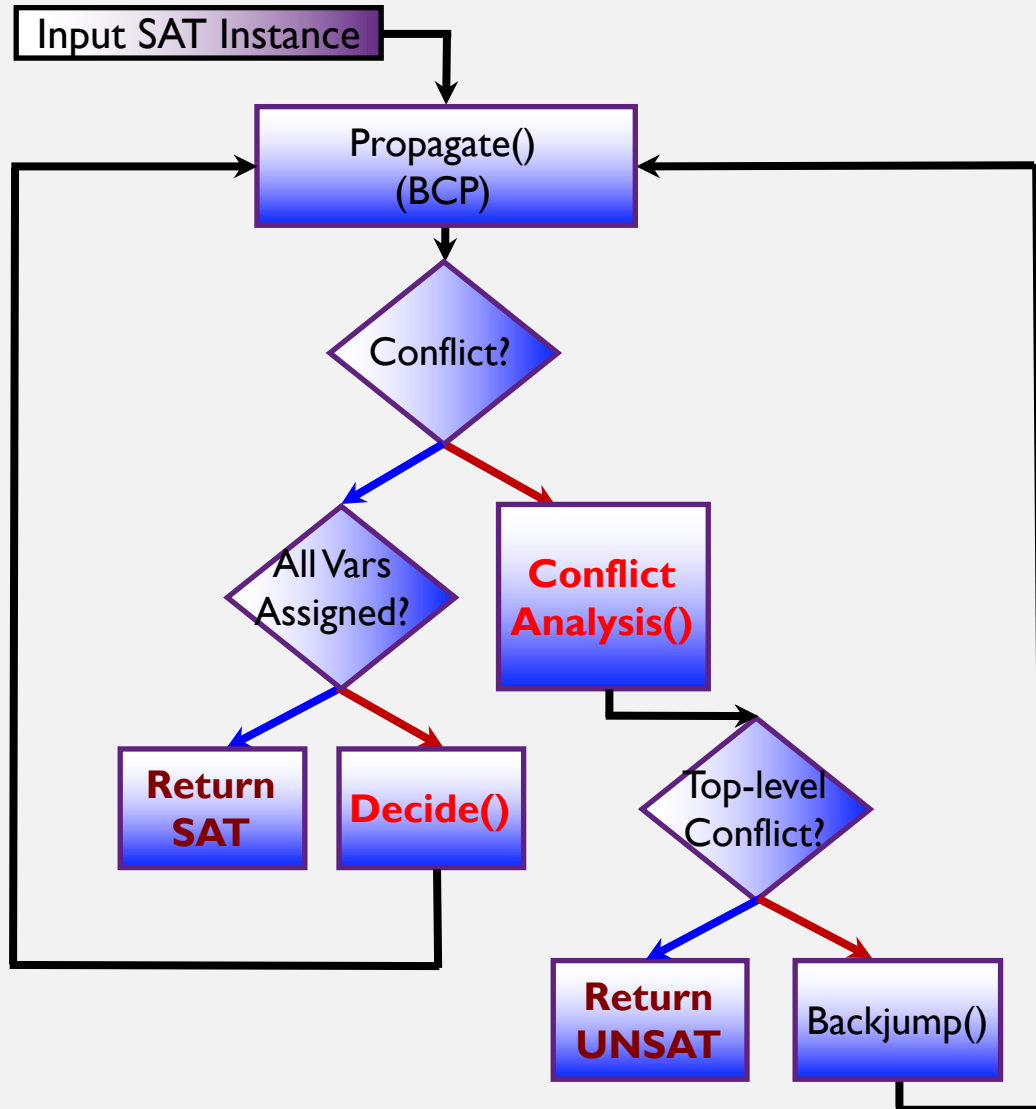 Input SAT Instance
Propagate()
(BCP)
Conflict?
All Vars
Assigned?
Conflict
Analysis()
Return
SAT
Decide()
Top-level
Conflict?
Return
UNSAT
Backjump()